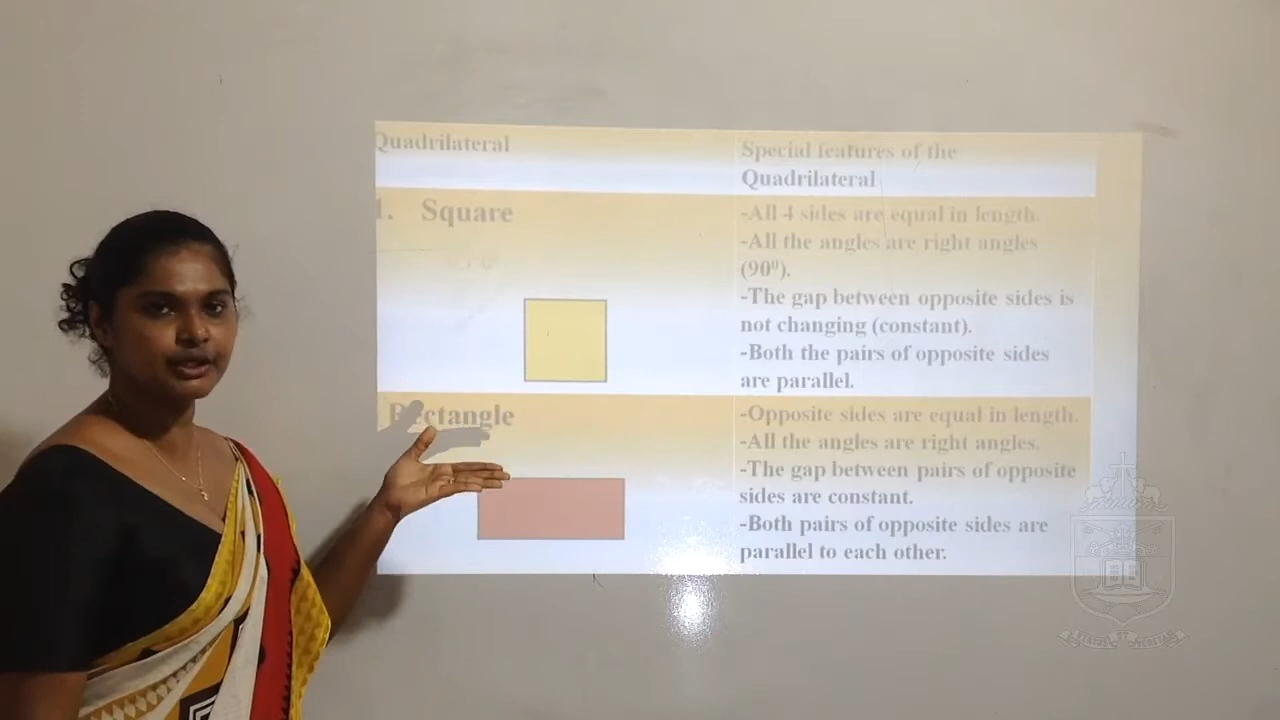 Quadrilateral
Special features of the
Quadrilateral
1. Square
-All 4 sides are equal in length.
-All the angles are right angles
(90⁰).
-The gap between opposite sides is
not changing (constant).
-Both the pairs of opposite sides
are parallel.
Rectangle
-Opposite sides are equal in length.
-All the angles are right angles.
-The gap between pairs of opposite
sides are constant.
-Both pairs of opposite sides are
parallel to each other.